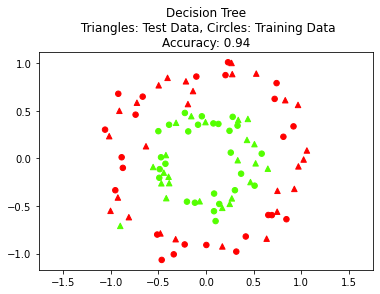 Decision Tree
Triangles: Test Data, Circles: Training Data
Accuracy: 0.94
1.0
0.5
0.0
−0.5
−1.0
−1.5 −1.0 −0.5 0.0 0.5 1.0 1.5